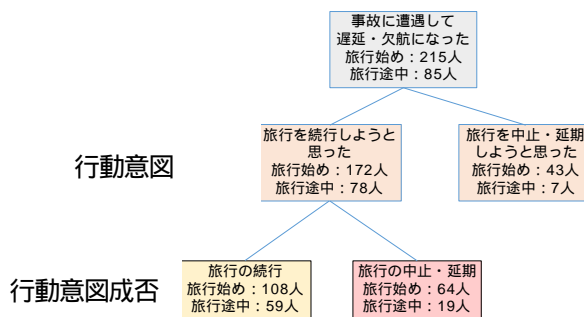 事故に遭遇して
遅延・欠航になった
旅行始め：215人
旅行途中：85人
行動意図
旅行を続行しようと
思った
旅行始め：172人
旅行途中：78人
旅行を中止・延期
しようと思った
旅行始め：43人
旅行途中：7人
行動意図成否
旅行の続行
旅行始め：108人
旅行途中：59人
旅行の中止・延期
旅行始め：64人
旅行途中：19人